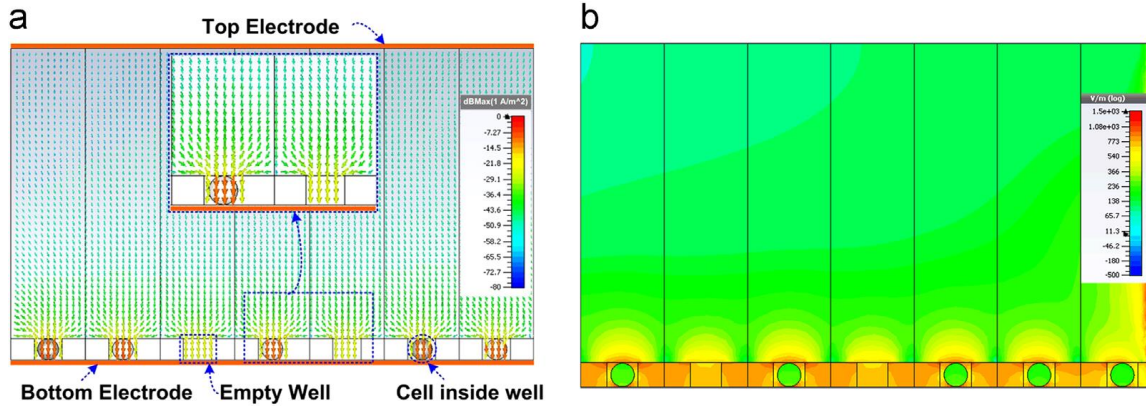 a
Top Electrode
dBMax(1 A/m^2)
0
-7.27
-14.5
-21.8
-29.1
-36.4
-43.6
-50.9
-58.2
-65.5
-72.7
-80
Bottom Electrode
Empty Well
Cell inside well
b
V/m (log)
1.5e+03
1.08e+03
773
540
366
236
138
65.7
11.3
-46.2
-180
-500